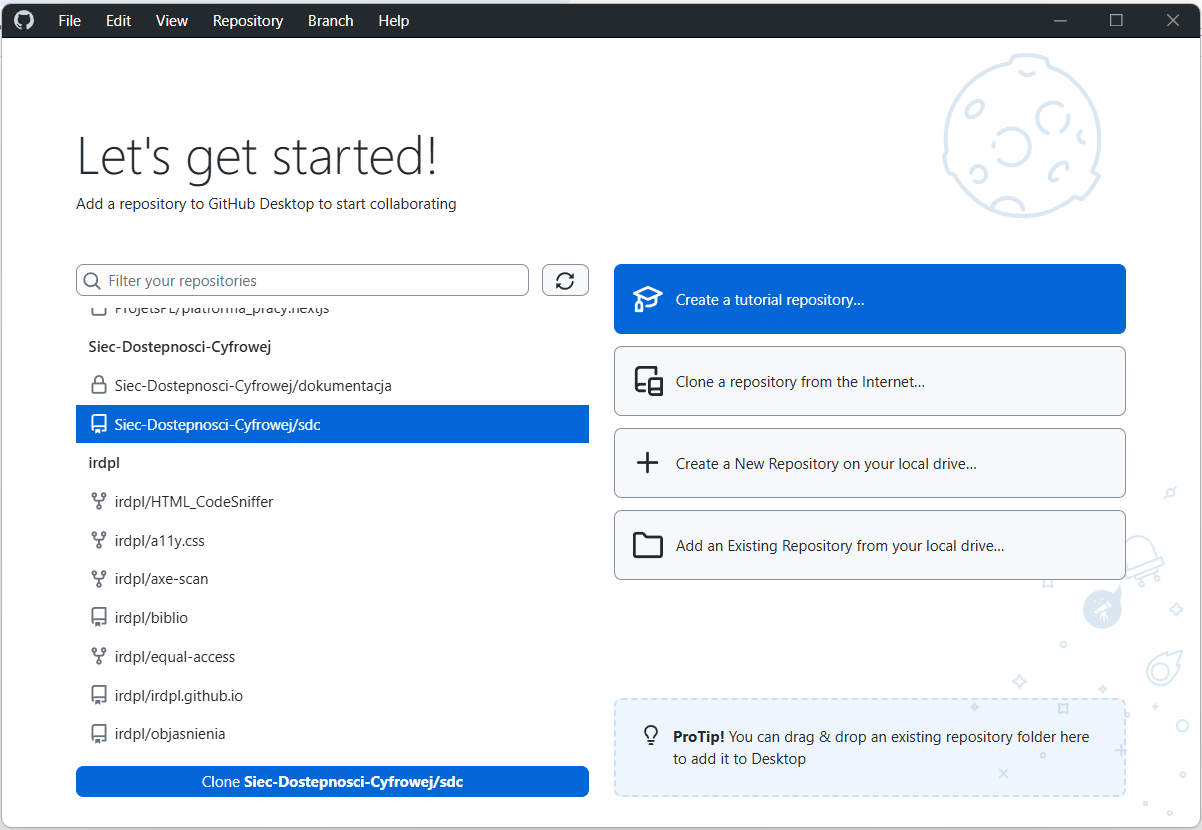 File Edit View Repository Branch Help
Let's get started!
Add a repository to GitHub Desktop to start collaborating
Filter your repositories
ProjetsPL/platforma_pracy.nextjs
Siec-Dostepnosci-Cyfrowej
Siec-Dostepnosci-Cyfrowej/dokumentacja
Siec-Dostepnosci-Cyfrowej/sdc
irdpl
irdpl/HTML_CodeSniffer
irdpl/a11y.css
irdpl/axe-scan
irdpl/biblio
irdpl/equal-access
irdpl/irdpl.github.io
irdpl/objasnienia
Clone Siec-Dostepnosci-Cyfrowej/sdc
Create a tutorial repository...
Clone a repository from the Internet...
Create a New Repository on your local drive...
Add an Existing Repository from your local drive...
ProTip! You can drag & drop an existing repository folder here
to add it to Desktop